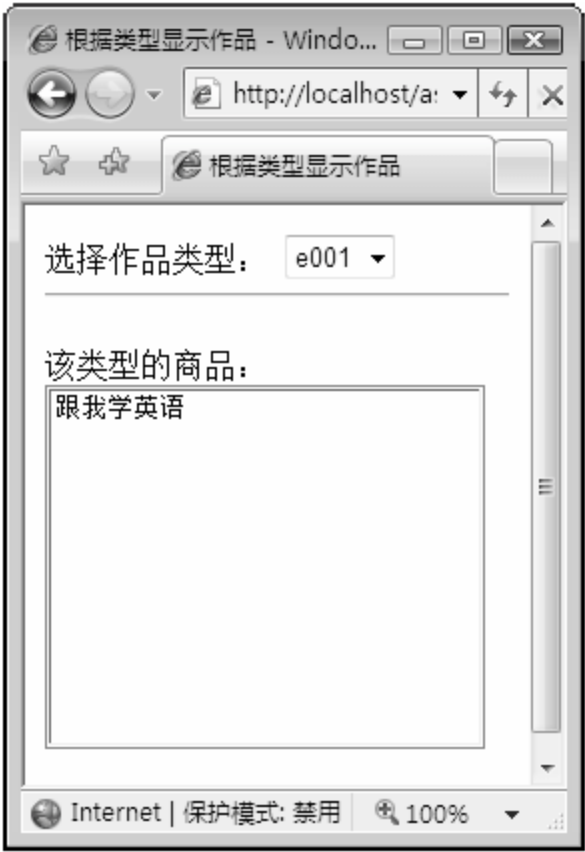 根据类型显示作品 - Windo...
http://localhost/a
根据类型显示作品
选择作品类型： e001
该类型的商品：
跟我学英语
Internet | 保护模式: 禁用 100%